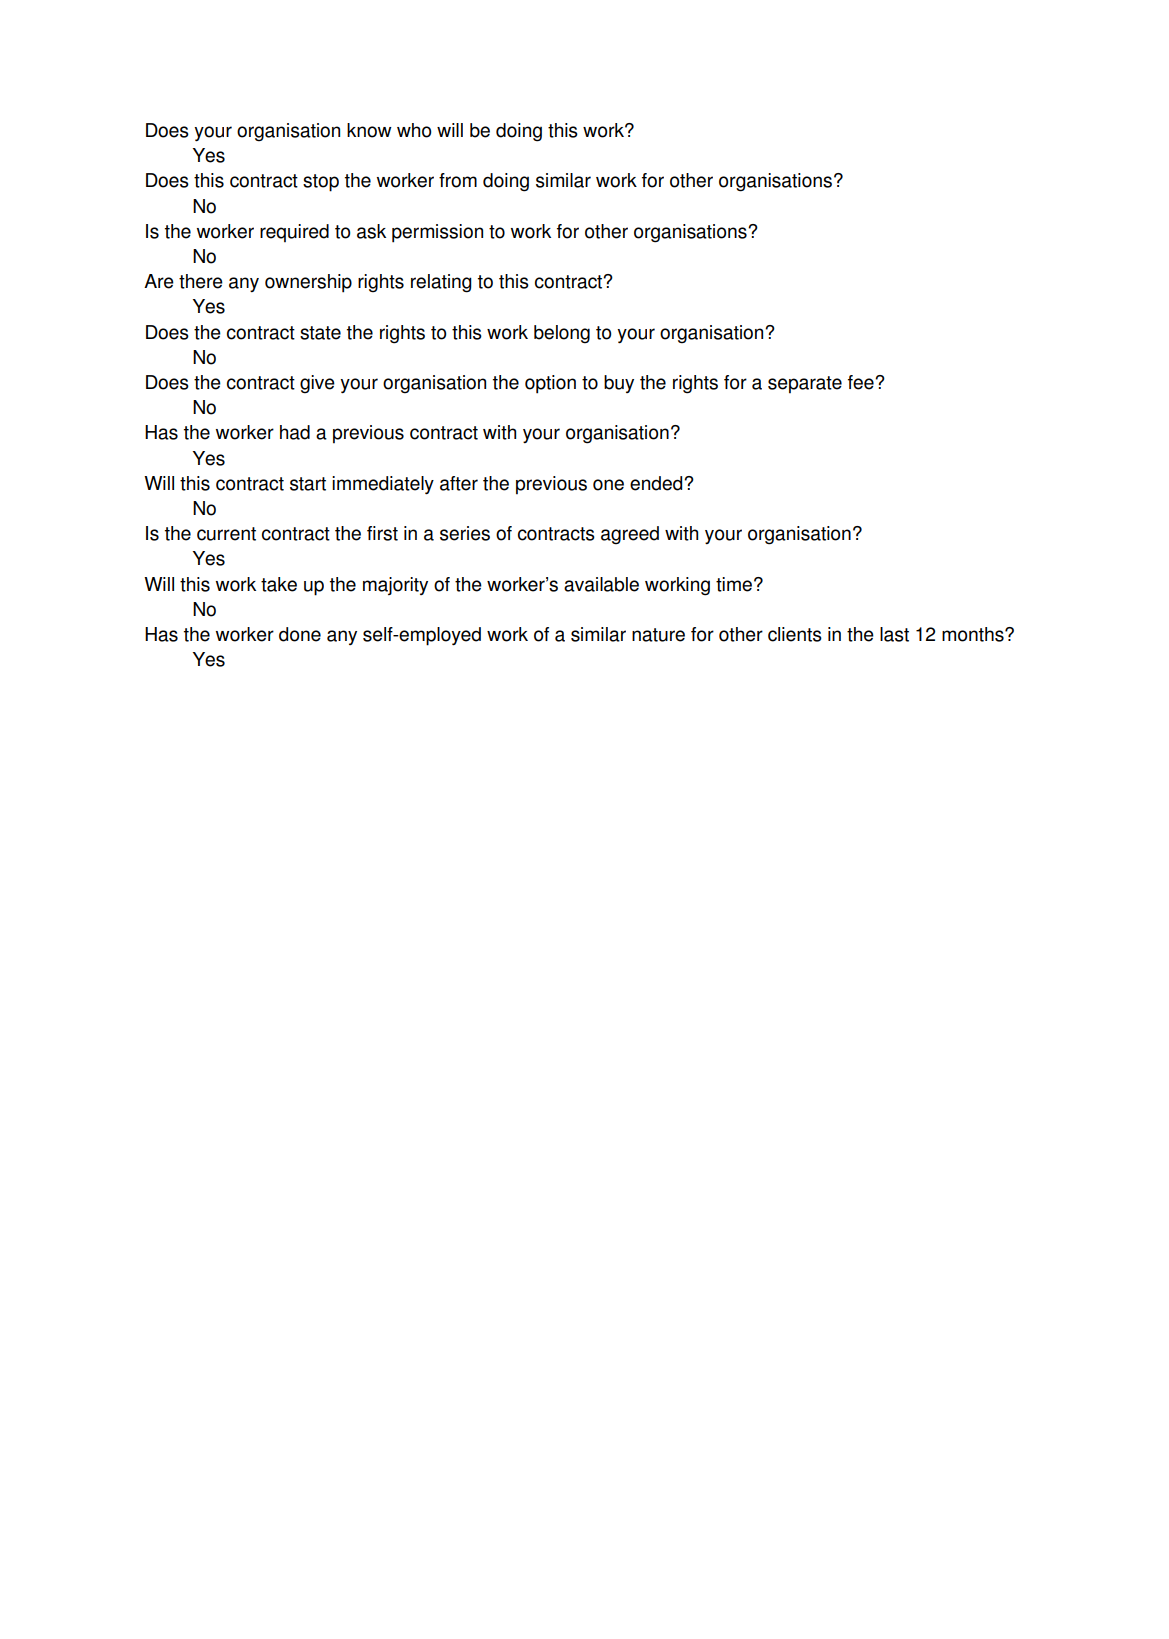 Does your organisation know who will be doing this work?
Yes
Does this contract stop the worker from doing similar work for other organisations?
No
Is the worker required to ask permission to work for other organisations?
No
Are there any ownership rights relating to this contract?
Yes
Does the contract state the rights to this work belong to your organisation?
No
Does the contract give your organisation the option to buy the rights for a separate fee?
No
Has the worker had a previous contract with your organisation?
Yes
Will this contract start immediately after the previous one ended?
No
Is the current contract the first in a series of contracts agreed with your organisation?
Yes
Will this work take up the majority of the worker’s available working time?
No
Has the worker done any self-employed work of a similar nature for other clients in the last 12 months?
Yes